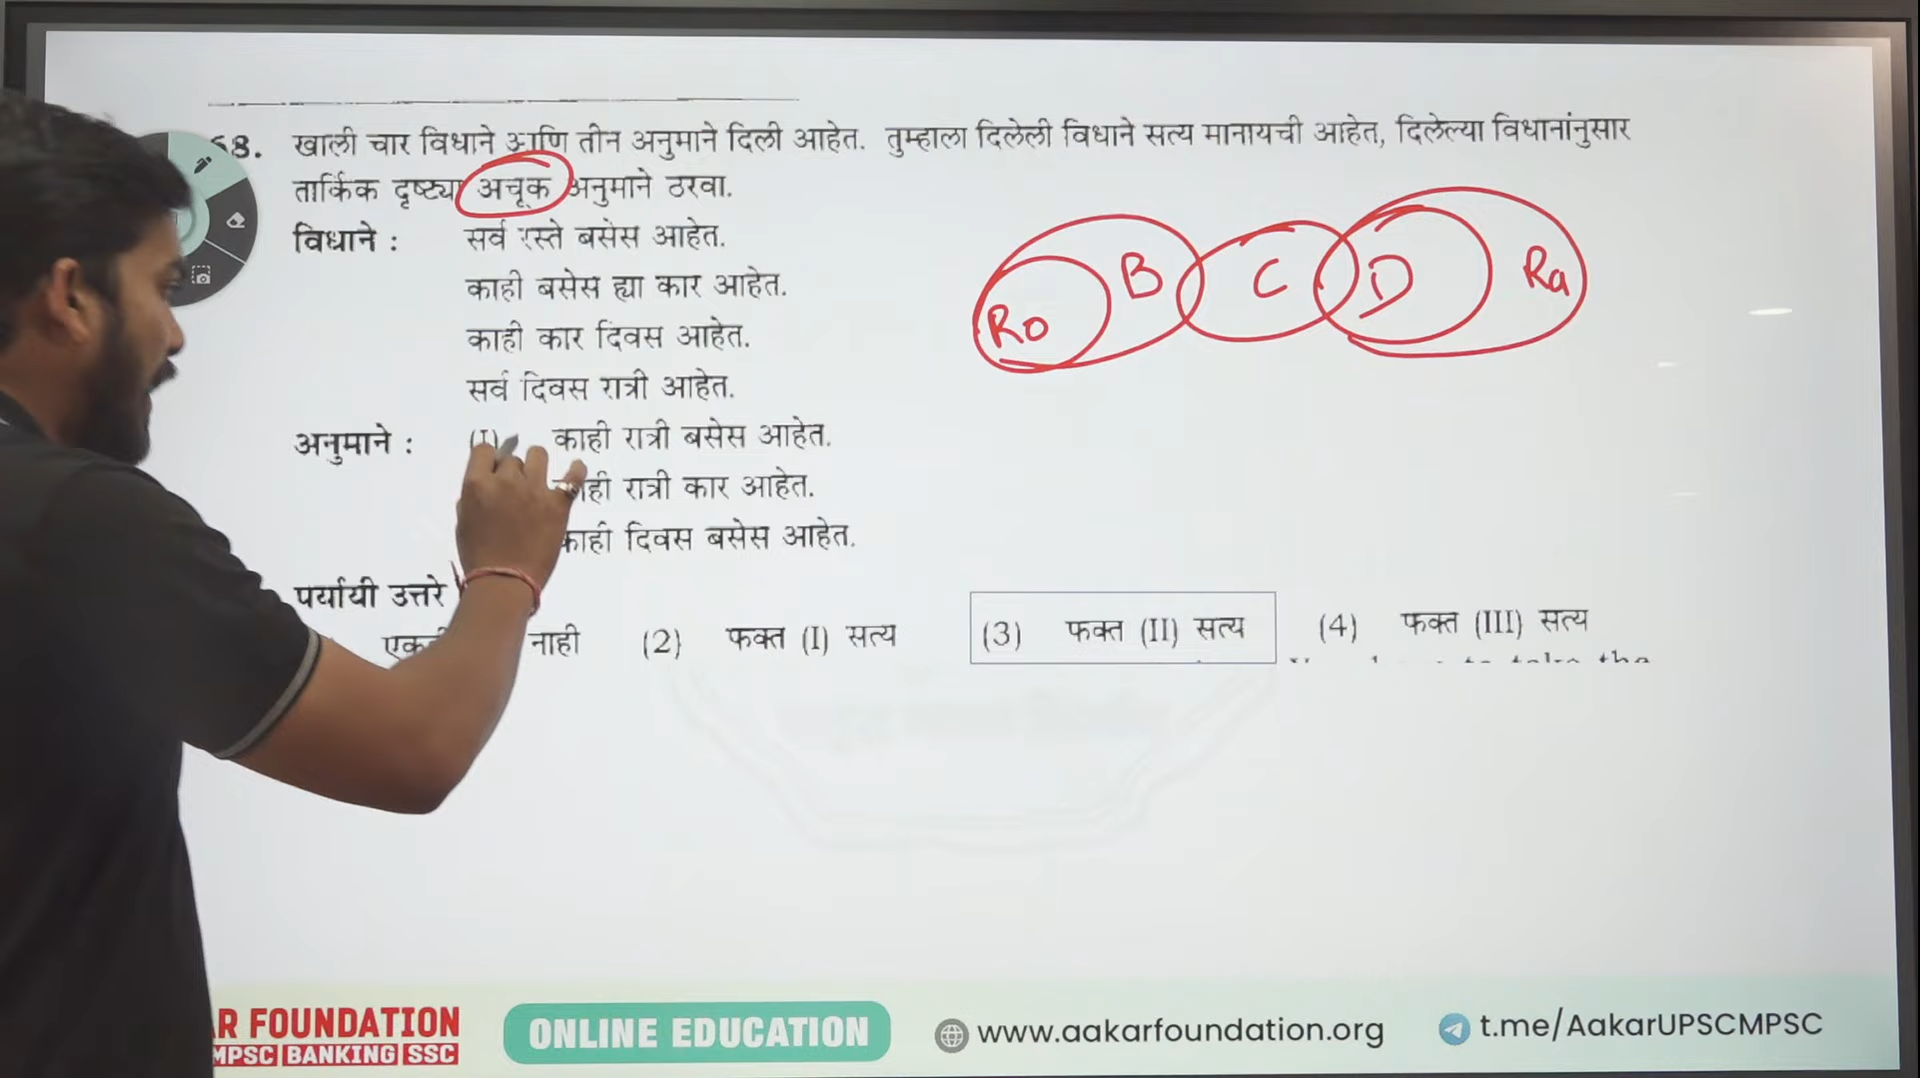 58. खाली चार विधाने आणि तीन अनुमाने दिली आहेत. तुम्हाला दिलेली विधाने सत्य मानायची आहेत, दिलेल्या विधानांनुसार
तार्किक दृष्ट्या अचूक अनुमाने ठरवा.
विधाने : सर्व रस्ते बसेस आहेत.
काही बसेस ह्या कार आहेत.
काही कार दिवस आहेत.
सर्व दिवस रात्री आहेत.
Ro B C D Ra
अनुमाने : (I) काही रात्री बसेस आहेत.
काही रात्री कार आहेत.
काही दिवस बसेस आहेत.
पर्यायी उत्तरे
नाही (2) फक्त (I) सत्य (3) फक्त (II) सत्य (4) फक्त (III) सत्य
FOUNDATION
MPSC BANKING SSC
ONLINE EDUCATION
www.aakarfoundation.org
t.me/AakarUPSCMPSC